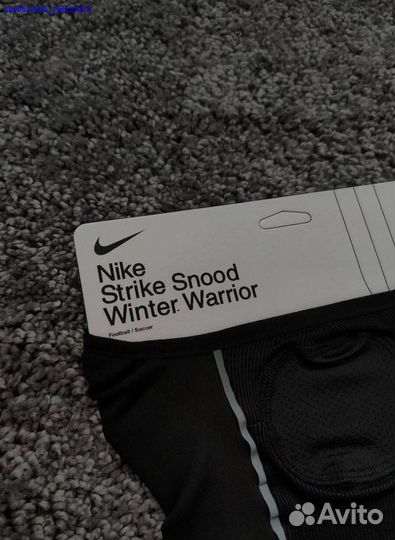 Nike
Strike Snood
Winter Warrior
Football / Soccer
Avito